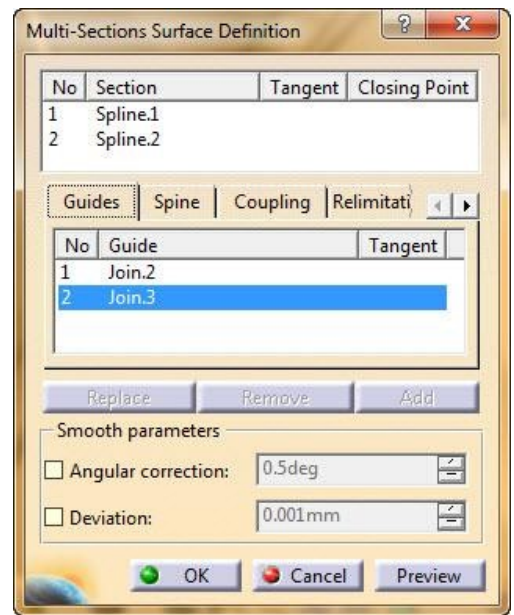 Multi-Sections Surface Definition ? X
No Section Tangent Closing Point
1 Spline.1
2 Spline.2
Guides Spine Coupling Relimitati
No Guide Tangent
1 Join.2
2 Join.3
Replace Remove Add
Smooth parameters
Angular correction: 0.5deg
Deviation: 0.001mm
OK Cancel Preview